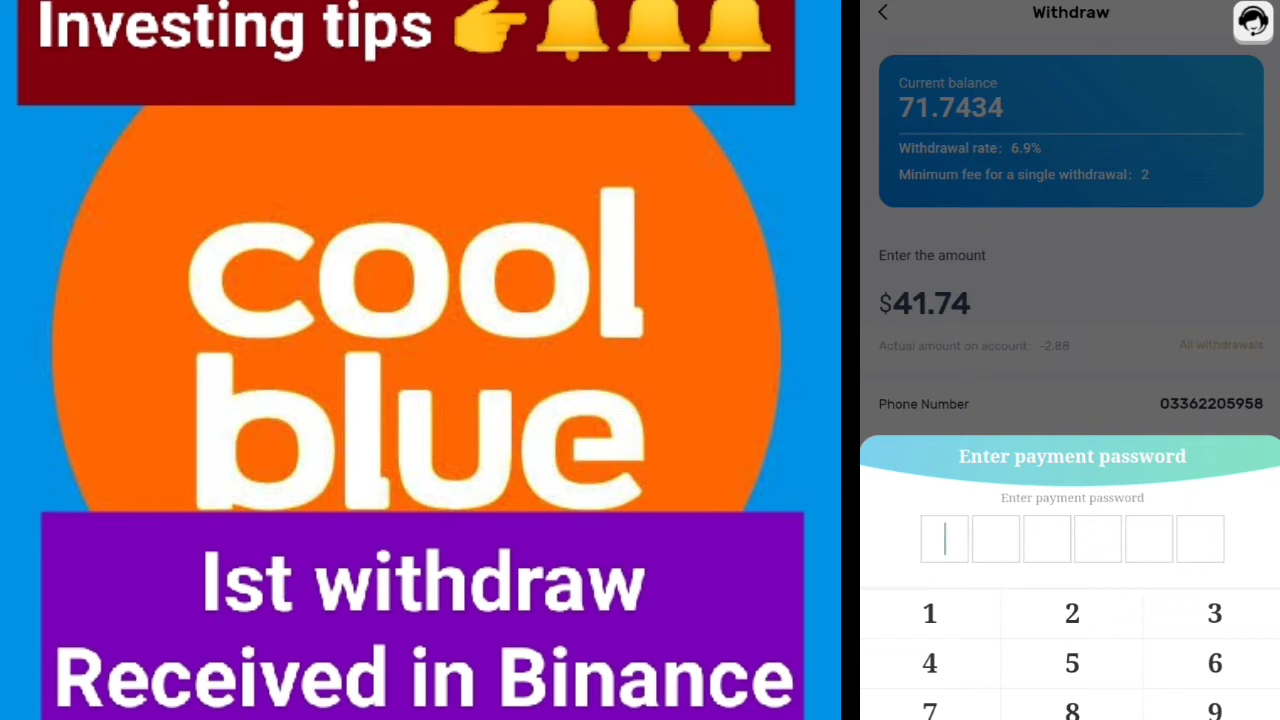 Investing tips 👉🔔🔔🔔
cool
blue
Ist withdraw
Received in Binance
Withdraw
Current balance
71.7434
Withdrawal rate: 6.9%
Minimum fee for a single withdrawal: 2
Enter the amount
$41.74
Actual amount on account: -2.88
All withdrawals
Phone Number 03362205958
Enter payment password
Enter payment password
1 2 3
4 5 6
7 8 9